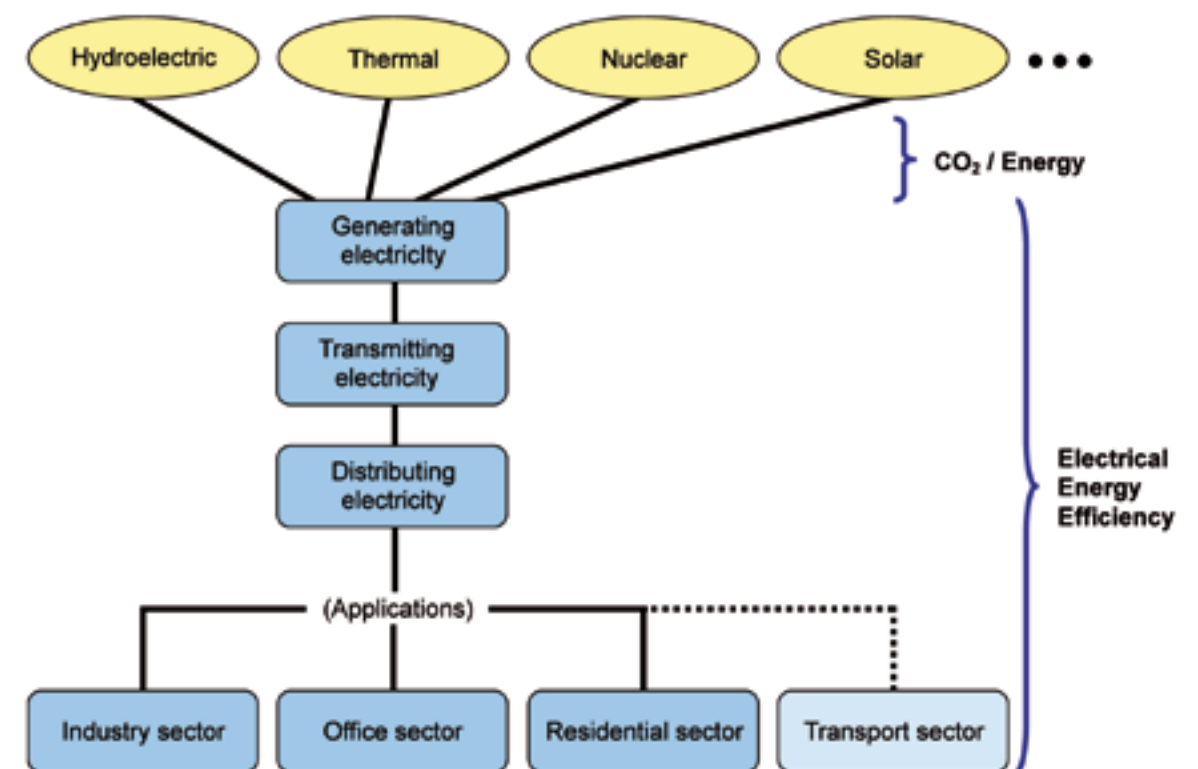 Hydroelectric
Thermal
Nuclear
Solar
CO₂ / Energy
Generating
electricity
Transmitting
electricity
Distributing
electricity
Electrical
Energy
Efficiency
(Applications)
Industry sector
Office sector
Residential sector
Transport sector